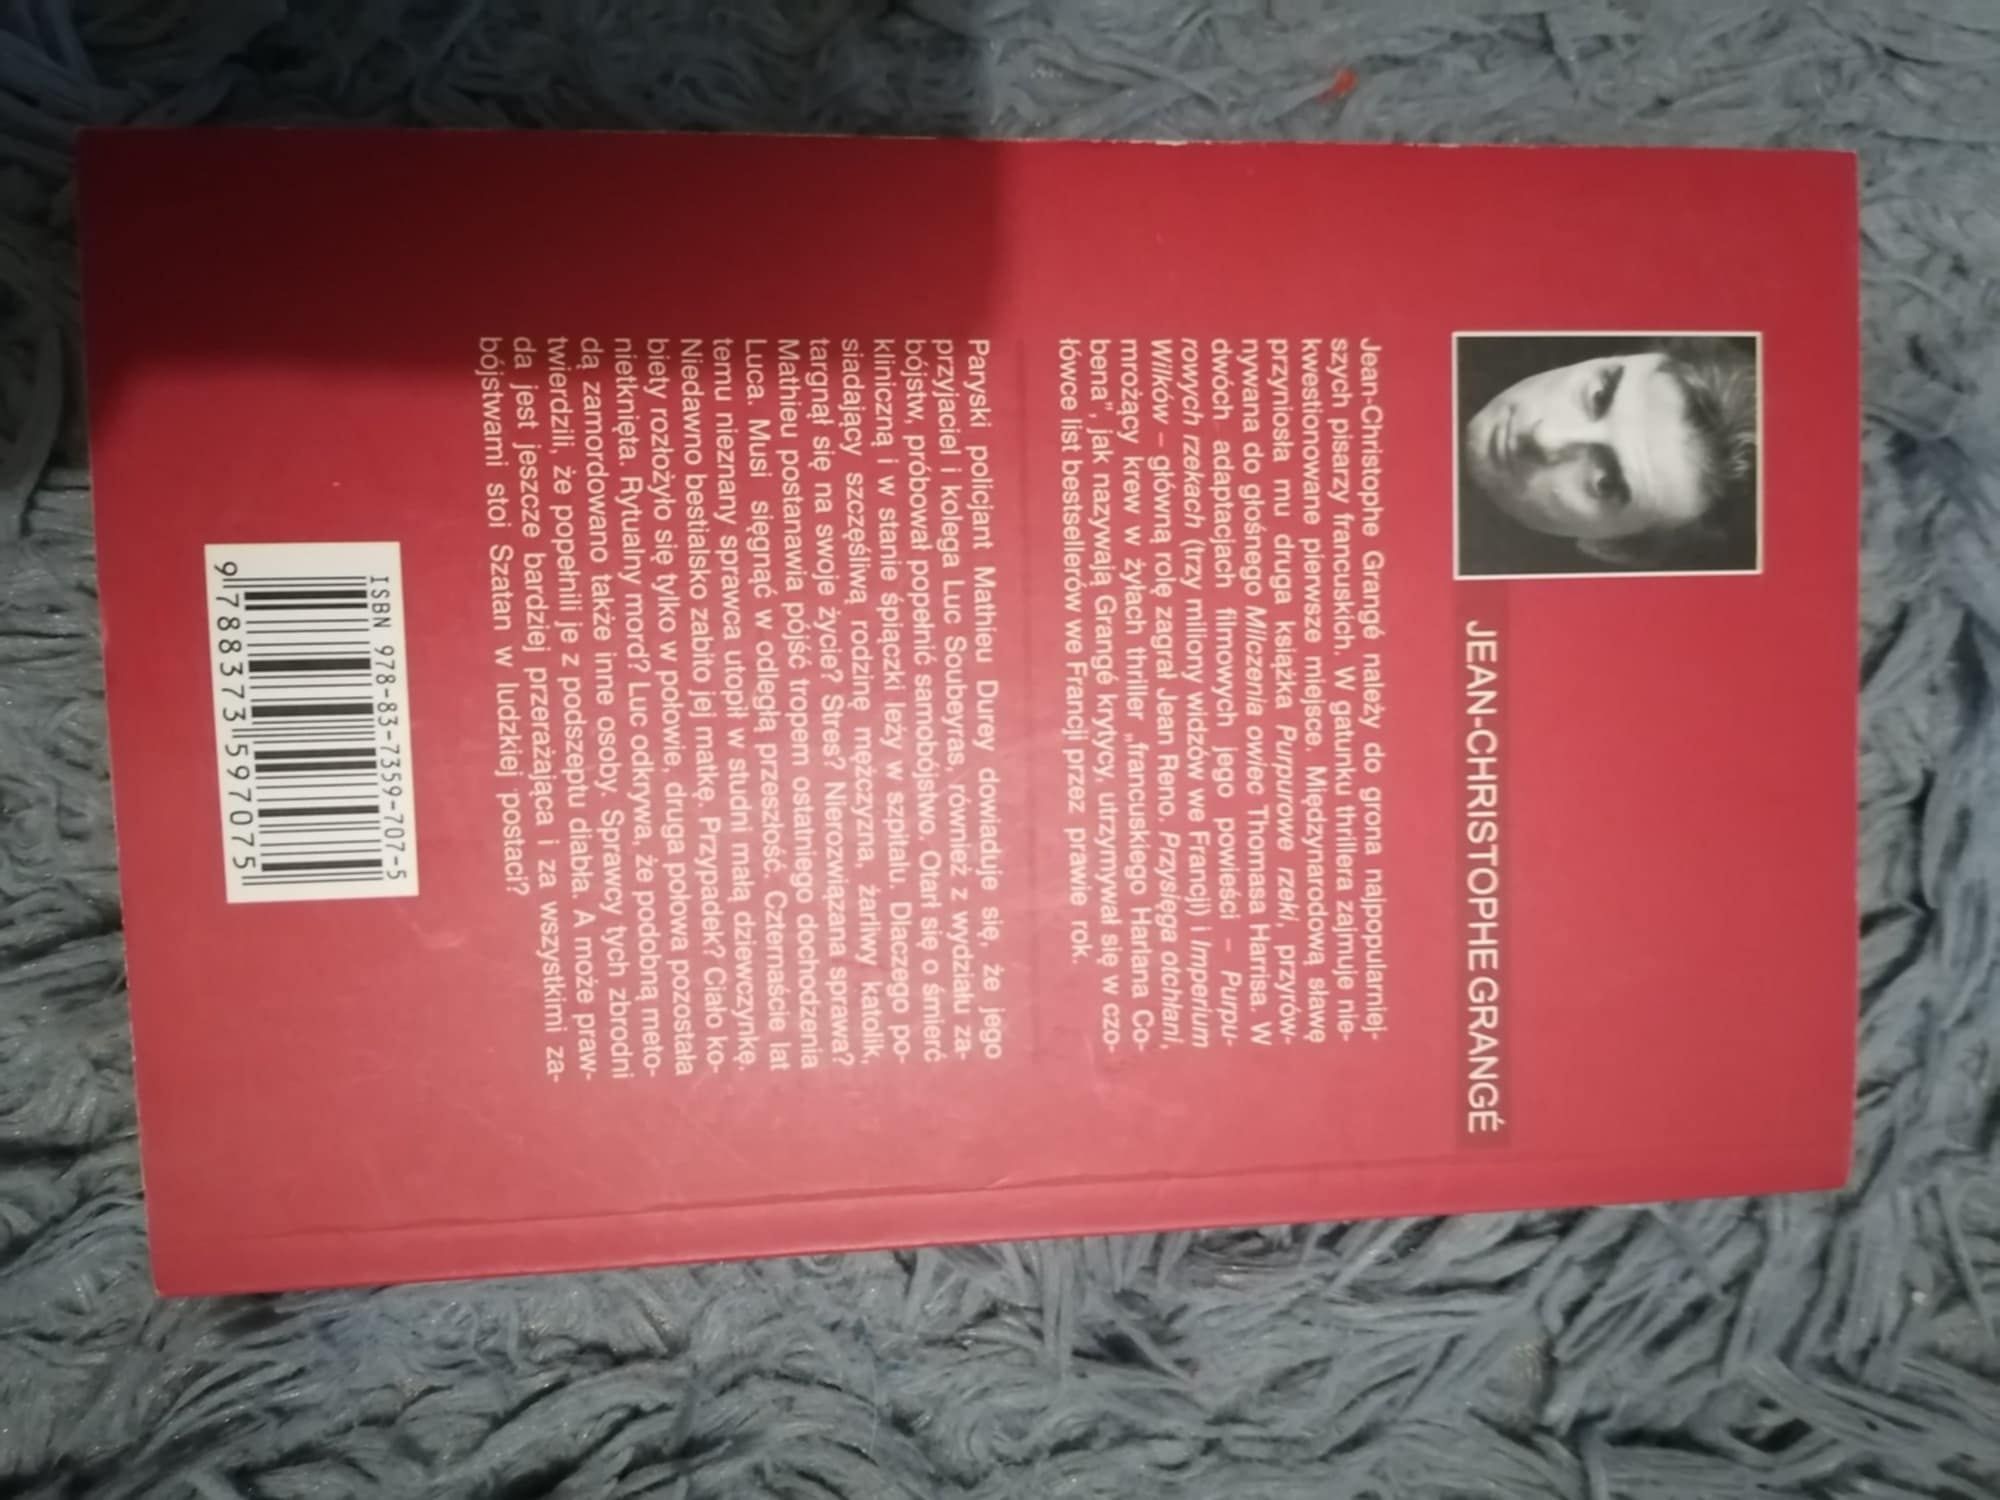 JEAN-CHRISTOPHE GRANGÉ
Jean-Christophe Grangé należy do grona najpopularniej-
szych pisarzy francuskich. W gatunku thrillera zajmuje nie-
kwestionowane pierwsze miejsce. Międzynarodową sławę
przyniosła mu druga książka Purpurowe rzeki, przyrów-
nywana do głośnego Milczenia owiec Thomasa Harrisa. W
dwóch adaptacjach filmowych jego powieści – Purpu-
rowych rzekach (trzy miliony widzów we Francji) i Imperium
Wilków – główną rolę zagrał Jean Reno. Przysięga otchłani,
mrożący krew w żyłach thriller „francuskiego Harlana Co-
bena”, jak nazywają Grangé krytycy, utrzymywał się w czo-
łówce list bestsellerów we Francji przez prawie rok.
Paryski policjant Mathieu Durey dowiaduje się, że jego
przyjaciel i kolega Luc Soubeyras, również z wydziału za-
bójstw, próbował popełnić samobójstwo. Otarł się o śmierć
kliniczną i w stanie śpiączki leży w szpitalu. Dlaczego po-
siadający szczęśliwą rodzinę mężczyzna, żarliwy katolik,
targnął się na swoje życie? Stres? Nierozwiązana sprawa?
Mathieu postanawia pójść tropem ostatniego dochodzenia
Luca. Musi sięgnąć w odległą przeszłość. Czternaście lat
temu nieznany sprawca utopił w studni małą dziewczynkę.
Niedawno bestialsko zabito jej matkę. Przypadek? Ciało ko-
biety rozłożyło się tylko w połowie, druga połowa pozostała
nietknięta. Rytualny mord? Luc odkrywa, że podobną meto-
dą zamordowano także inne osoby. Sprawcy tych zbrodni
twierdzili, że popełnili je z podszeptu diabła. A może praw-
da jest jeszcze bardziej przerażająca i za wszystkimi za-
bójstwami stoi Szatan w ludzkiej postaci?
ISBN 978-83-7359-707-5
9 788373 597075